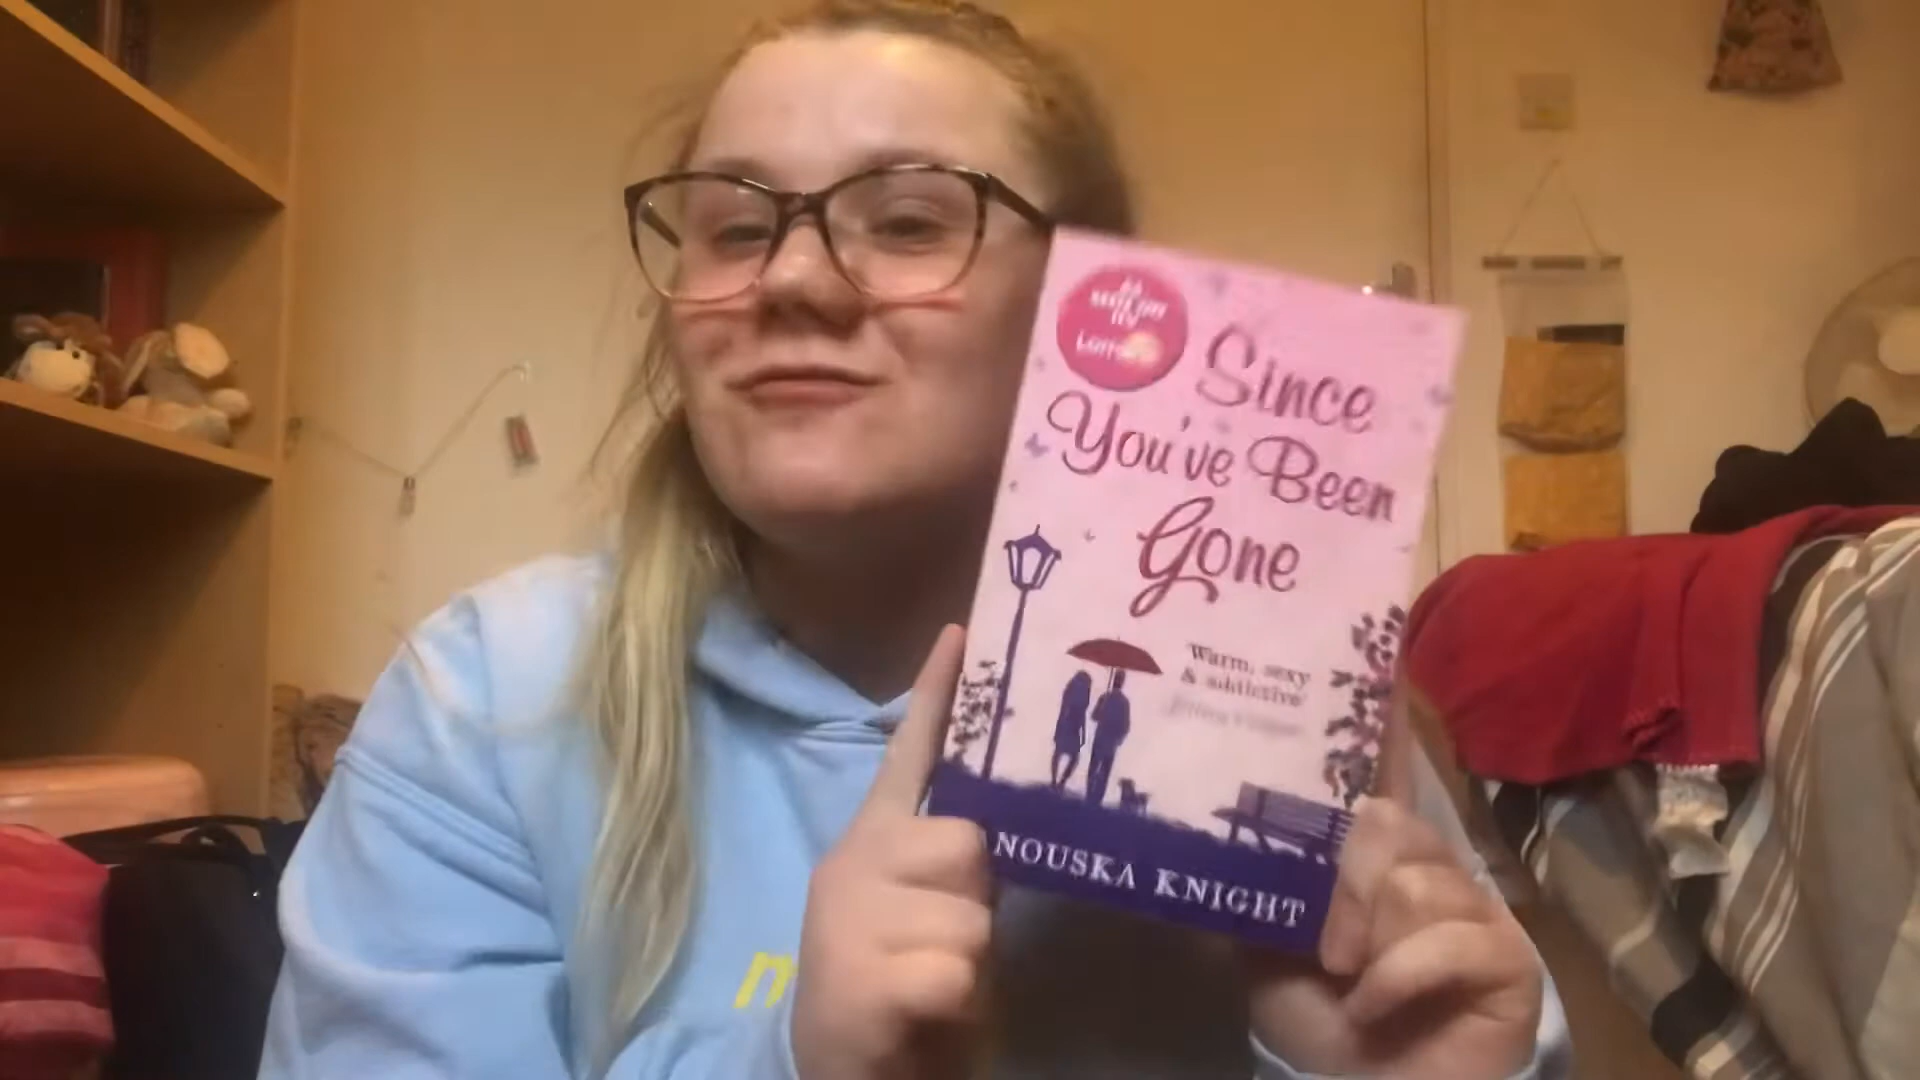 Since
You've Been
Gone
'Warm, sexy
& addictive'
NOUSKA KNIGHT
m